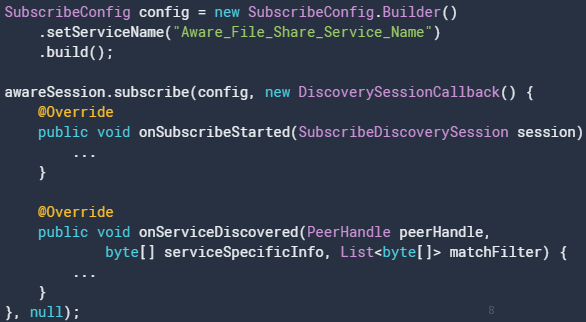 SubscribeConfig config = new SubscribeConfig.Builder()
    .setServiceName("Aware_File_Share_Service_Name")
    .build();

awareSession.subscribe(config, new DiscoverySessionCallback() {
    @Override
    public void onSubscribeStarted(SubscribeDiscoverySession session)
        ...
    }

    @Override
    public void onServiceDiscovered(PeerHandle peerHandle,
            byte[] serviceSpecificInfo, List<byte[]> matchFilter) {
        ...
    }
}, null);
8